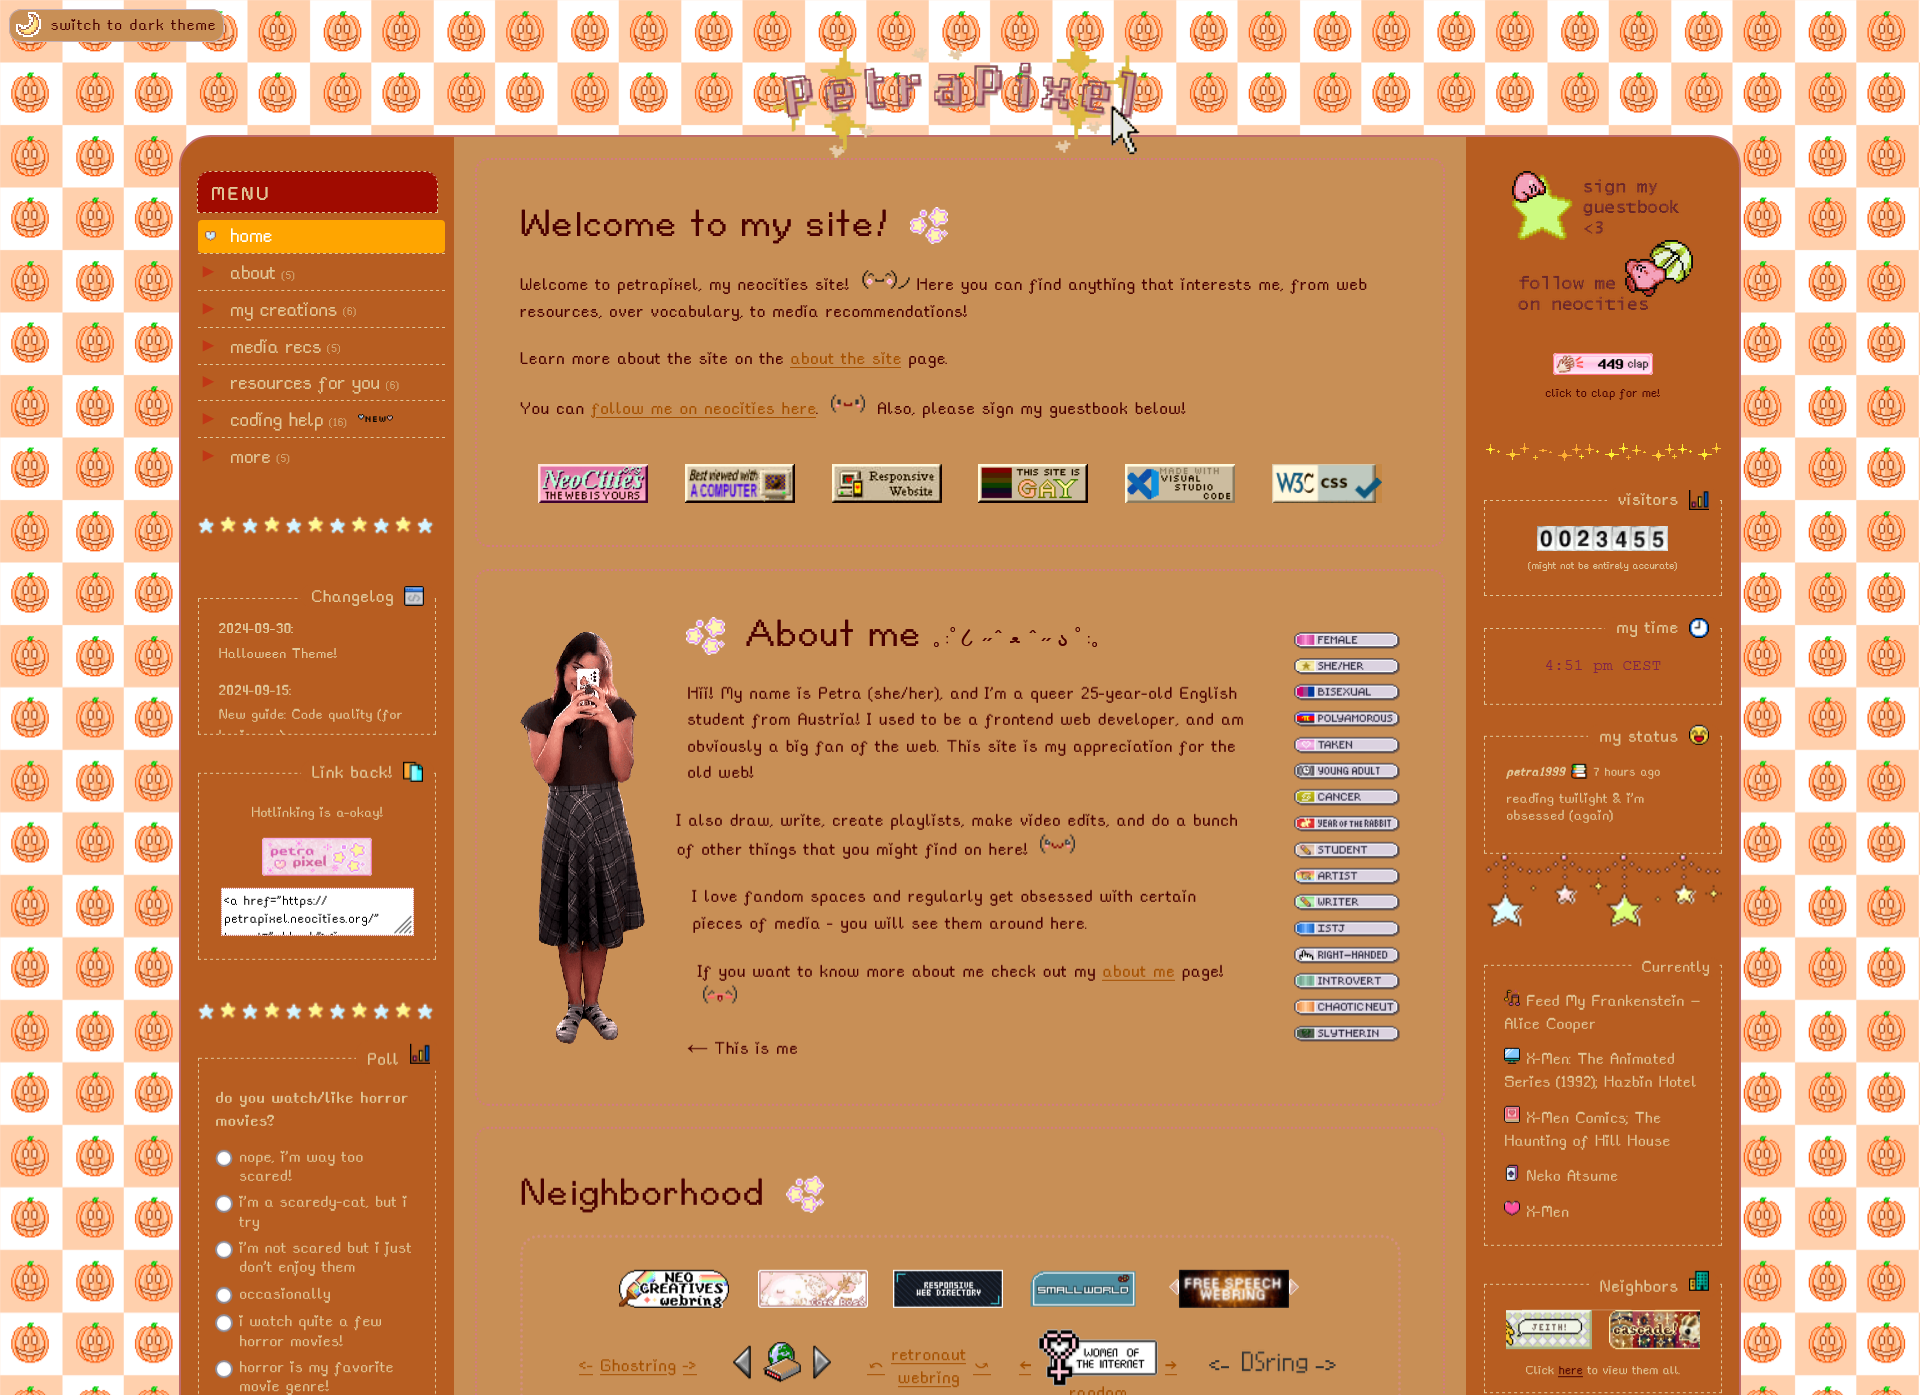 switch to dark theme
petrapixel
MENU
home
about (5)
my creations (6)
media recs (5)
resources for you (6)
coding help (16) NEW
more (5)
Changelog
2024-09-30:
Halloween Theme!
2024-09-15:
New guide: Code quality (for
Link back!
Hotlinking is a-okay!
petra
pixel
<a href="https://
petrapixel.neocities.org/"
Poll
do you watch/like horror
movies?
nope, i'm way too
scared!
i'm a scaredy-cat, but i
try
i'm not scared but i just
don't enjoy them
occasionally
i watch quite a few
horror movies!
horror is my favorite
movie genre!
Welcome to my site!
Welcome to petrapixel, my neocities site! Here you can find anything that interests me, from web
resources, over vocabulary, to media recommendations!
Learn more about the site on the about the site page.
You can follow me on neocities here. Also, please sign my guestbook below!
NeoCities.org
THE WEB IS YOURS
Best viewed with
A COMPUTER
Responsive
Website
THIS SITE IS
GAY
MADE WITH
VISUAL
STUDIO
CODE
W3C CSS
About me
Hiii! My name is Petra (she/her), and I'm a queer 25-year-old English
student from Austria! I used to be a frontend web developer, and am
obviously a big fan of the web. This site is my appreciation for the
old web!
I also draw, write, create playlists, make video edits, and do a bunch
of other things that you might find on here!
I love fandom spaces and regularly get obsessed with certain
pieces of media - you will see them around here.
If you want to know more about me check out my about me page!
← This is me
FEMALE
SHE/HER
BISEXUAL
POLYAMOROUS
TAKEN
YOUNG ADULT
CANCER
YEAR OF THE RABBIT
STUDENT
ARTIST
WRITER
ISTJ
RIGHT-HANDED
INTROVERT
CHAOTIC NEUT
SLYTHERIN
Neighborhood
NEO
CREATIVES
webring
RESPONSIVE
WEB DIRECTORY
SMALLWORLD
FREE SPEECH
WEBRING
<- Ghostring ->
retronaut
webring
WOMEN OF
THE INTERNET
random
<- DSring ->
sign my
guestbook
<3
follow me
on neocities
449 clap
click to clap for me!
visitors
0023455
(might not be entirely accurate)
my time
4:51 pm CEST
my status
petra1999 7 hours ago
reading twilight & i'm
obsessed (again)
Currently
Feed My Frankenstein –
Alice Cooper
X-Men: The Animated
Series (1992); Hazbin Hotel
X-Men Comics; The
Haunting of Hill House
Neko Atsume
X-Men
Neighbors
JEITH!
cascade!
Click here to view them all.